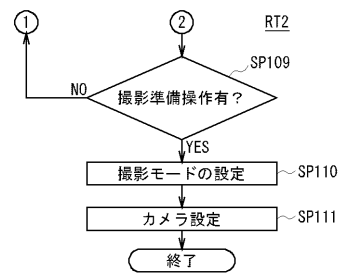 1
2
RT2
SP109
撮影準備操作有?
NO
YES
撮影モードの設定
SP110
カメラ設定
SP111
終了